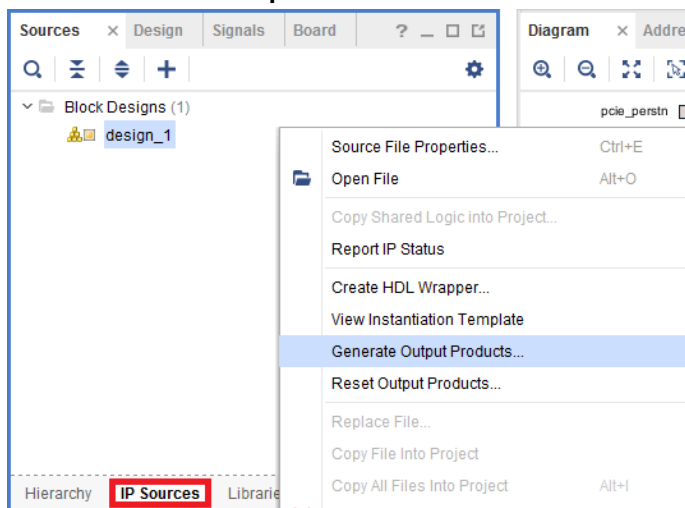 Sources × Design Signals Board ? _ Diagram × Addre
Block Designs (1)
design_1
pcie_perstn
Source File Properties... Ctrl+E
Open File Alt+O
Copy Shared Logic into Project...
Report IP Status
Create HDL Wrapper...
View Instantiation Template
Generate Output Products...
Reset Output Products...
Replace File...
Copy File Into Project
Copy All Files Into Project Alt+I
Hierarchy IP Sources Librarie